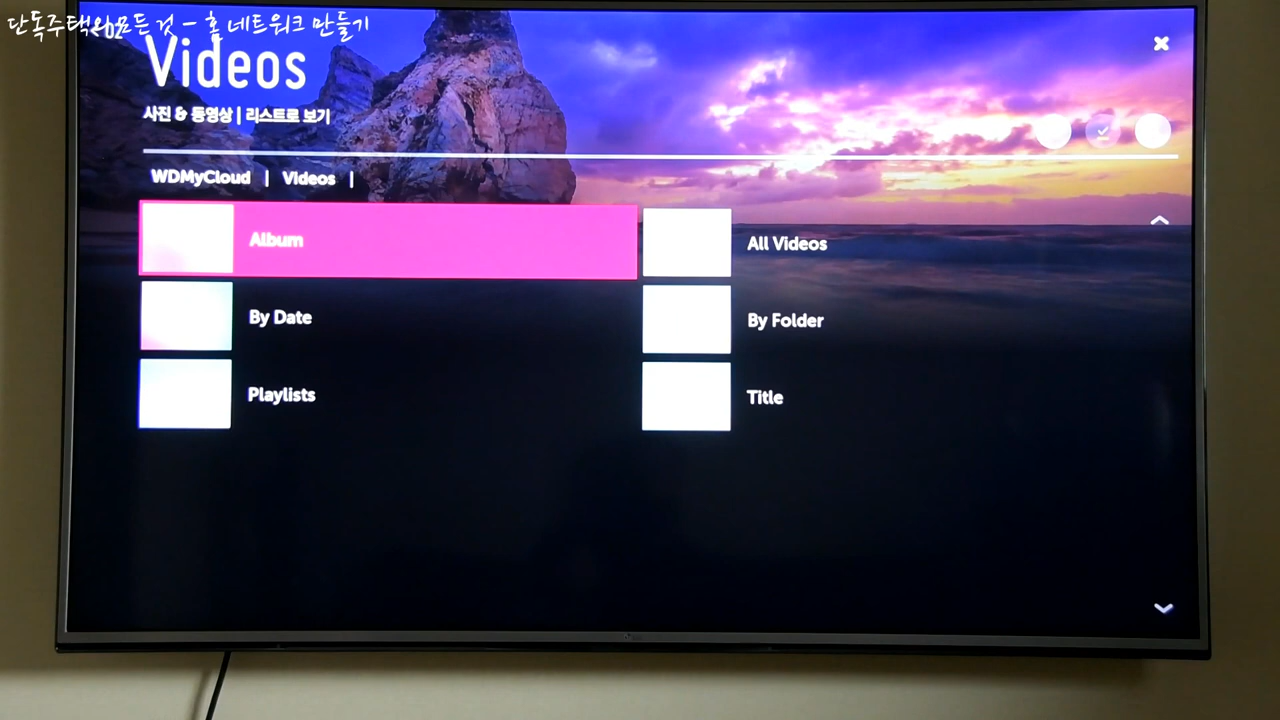 단독주택의 모든 것 - 홈 네트워크 만들기
Videos
사진 & 동영상 | 리스트로 보기
WDMyCloud | Videos |
Album
All Videos
By Date
By Folder
Playlists
Title